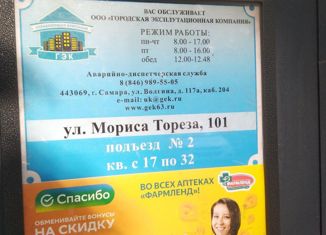 ВАС ОБСЛУЖИВАЕТ
ООО «ГОРОДСКАЯ ЭКСПЛУТАЦИОННАЯ КОМПАНИЯ»
РЕЖИМ РАБОТЫ:
пн-чт 8.00 - 17.00
пт 8.00 - 16.00
обед 12.00-12.48
ГЭК
Аварийно-диспетчерская служба
8 (846) 989-55-05
443069, г. Самара, ул. Волгина, д. 117а, каб. 204
e-mail: uk@gek.ru
www.gek63.ru
ул. Мориса Тореза, 101
подъезд № 2
кв. с 17 по 32
Спасибо
ОБМЕНИВАЙТЕ БОНУСЫ
НА СКИДКУ
ВО ВСЕХ АПТЕКАХ
«ФАРМЛЕНД»!
ФАРМЛЕНД